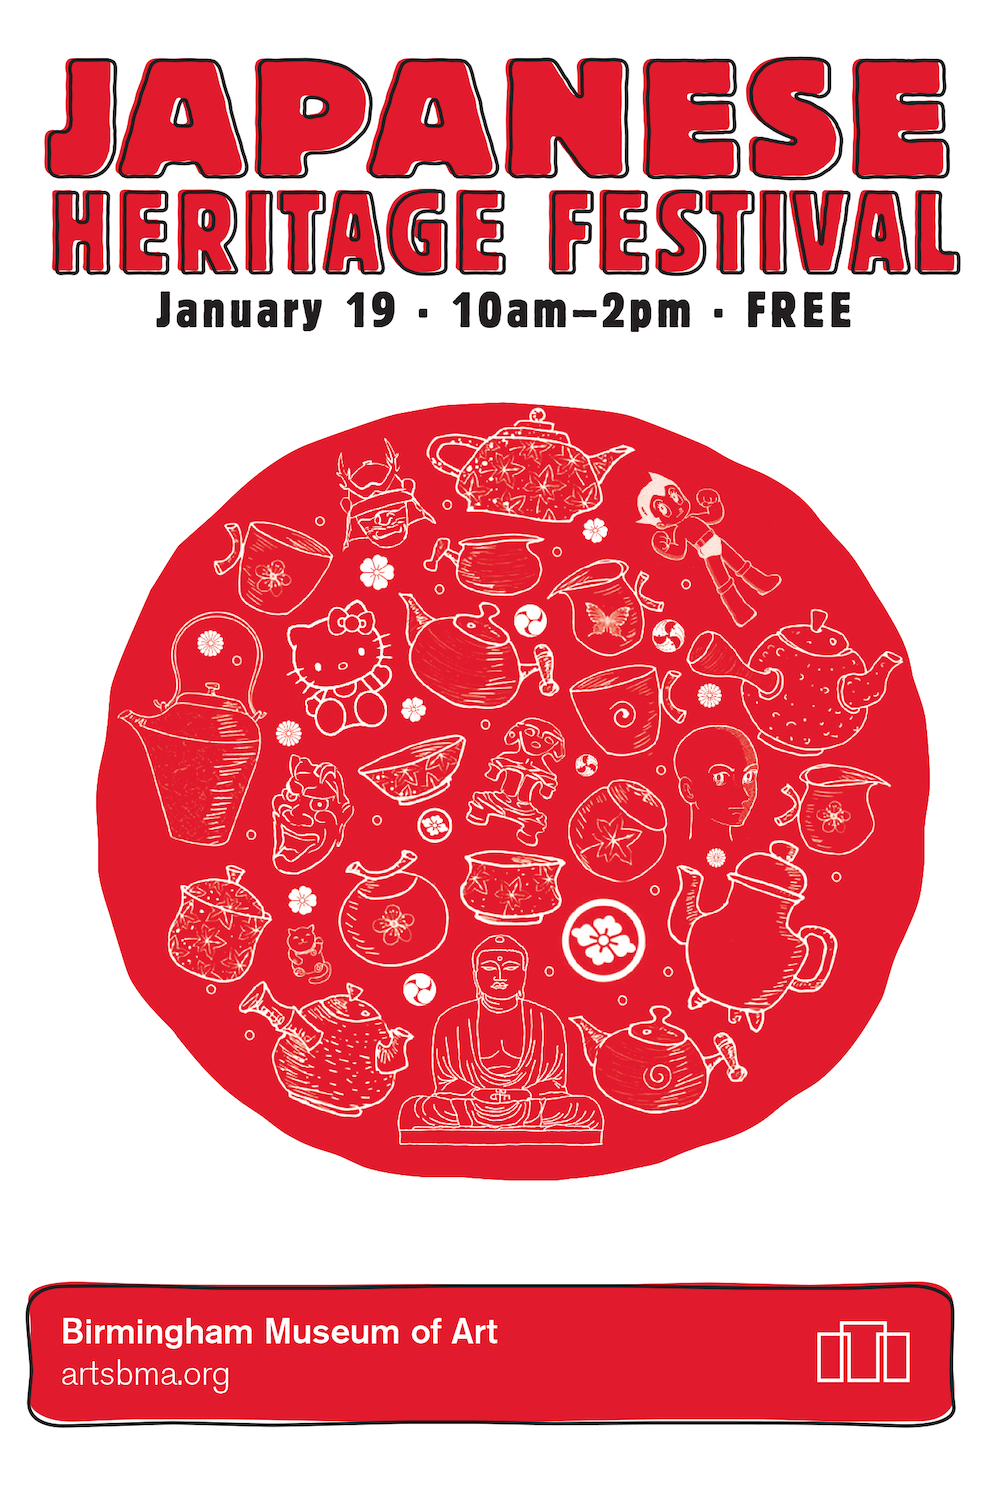 JAPANESE
HERITAGE FESTIVAL
January 19 · 10am–2pm · FREE
Birmingham Museum of Art
artsbma.org